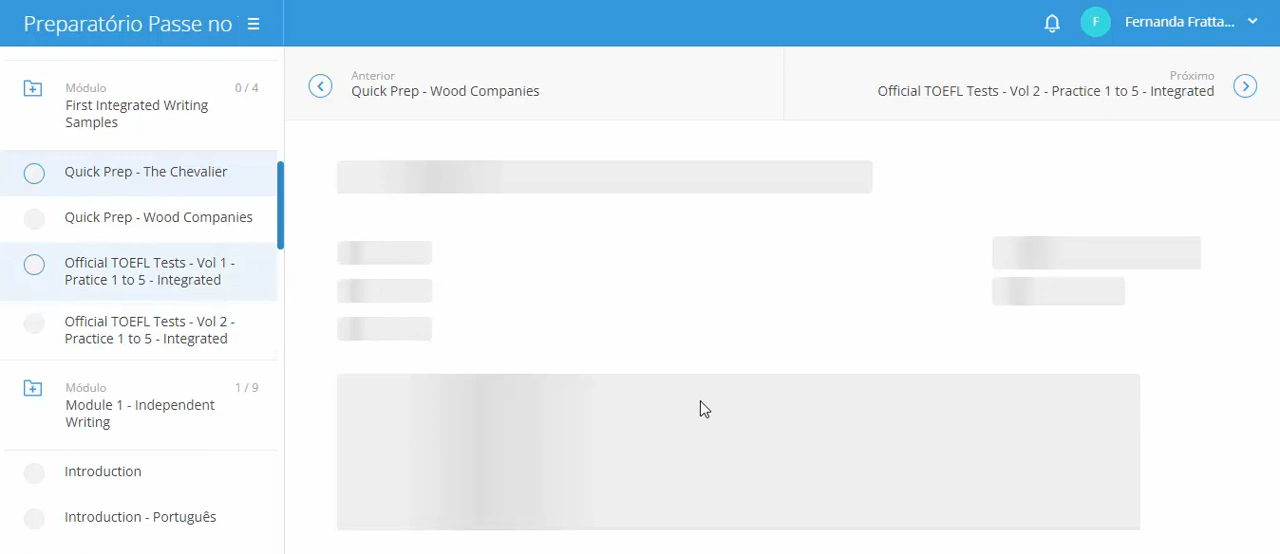 Preparatório Passe no
F
Fernanda Fratta...
Módulo
0 / 4
First Integrated Writing
Samples
Quick Prep - The Chevalier
Quick Prep - Wood Companies
Official TOEFL Tests - Vol 1 -
Pratice 1 to 5 - Integrated
Official TOEFL Tests - Vol 2 -
Practice 1 to 5 - Integrated
Módulo
1 / 9
Module 1 - Independent
Writing
Introduction
Introduction - Português
Anterior
Quick Prep - Wood Companies
Próximo
Official TOEFL Tests - Vol 2 - Practice 1 to 5 - Integrated